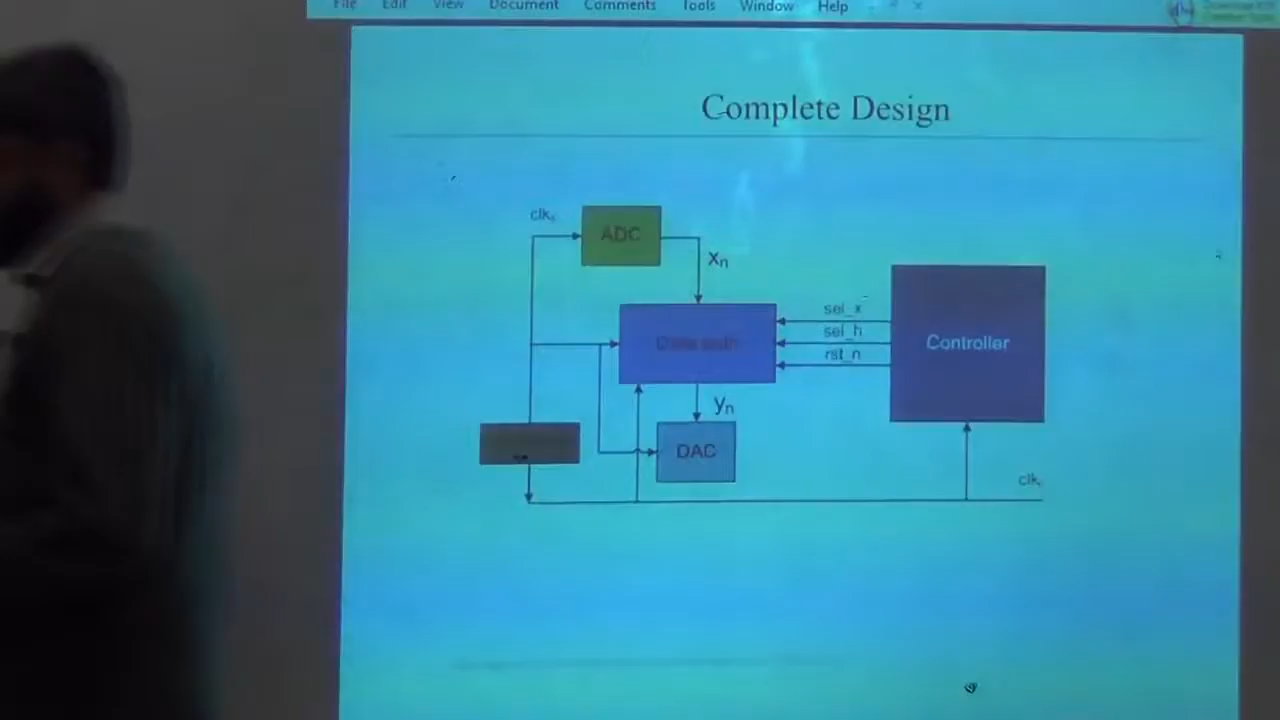 File Edit View Document Comments Tools Window Help
Complete Design
clk
ADC
xn
sel_x
sel_h
rst_n
Controller
yn
DAC
clk